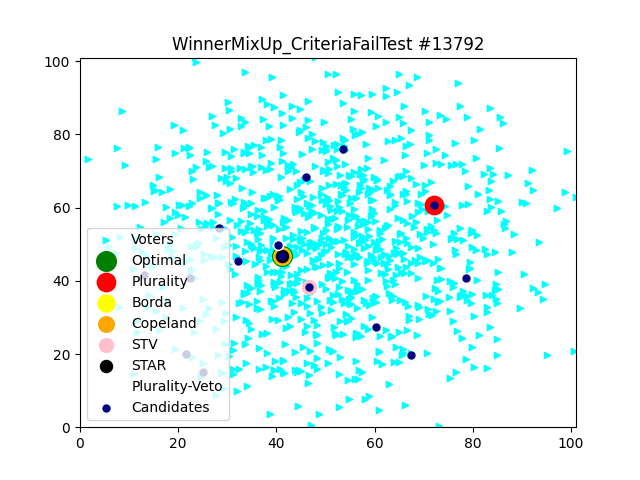 WinnerMixUp_CriteriaFailTest #13792
100
80
60
40
20
0
Voters
Optimal
Plurality
Borda
Copeland
STV
STAR
Plurality-Veto
Candidates
0 20 40 60 80 100